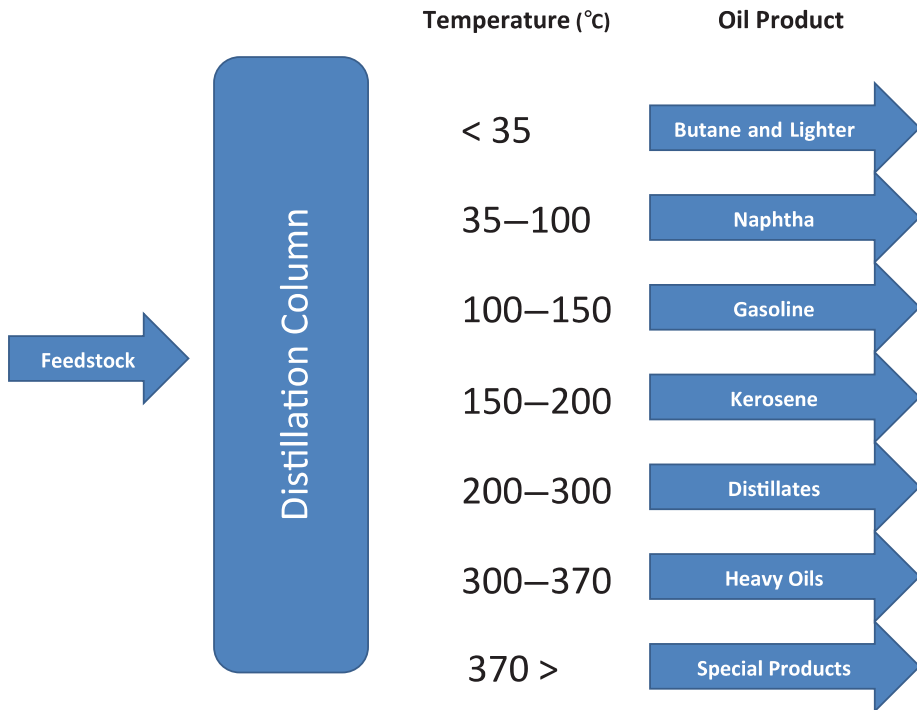 Temperature (°C) Oil Product
< 35 Butane and Lighter
35–100 Naphtha
100–150 Gasoline
Feedstock
Distillation Column
150–200 Kerosene
200–300 Distillates
300–370 Heavy Oils
370 > Special Products